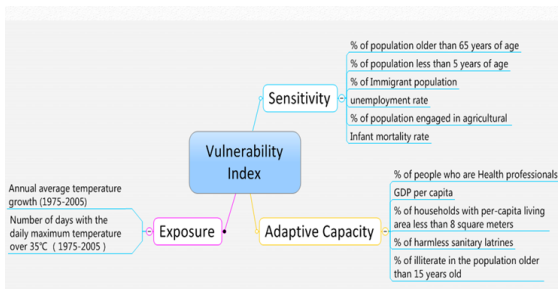 % of population older than 65 years of age
% of population less than 5 years of age
% of Immigrant population
unemployment rate
% of population engaged in agricultural
Infant mortality rate
Sensitivity
Vulnerability
Index
Annual average temperature
growth (1975-2005)
Number of days with the
daily maximum temperature
over 35℃ ( 1975-2005 )
Exposure
Adaptive Capacity
% of people who are Health professionals
GDP per capita
% of households with per-capita living
area less than 8 square meters
% of harmless sanitary latrines
% of illiterate in the population older
than 15 years old